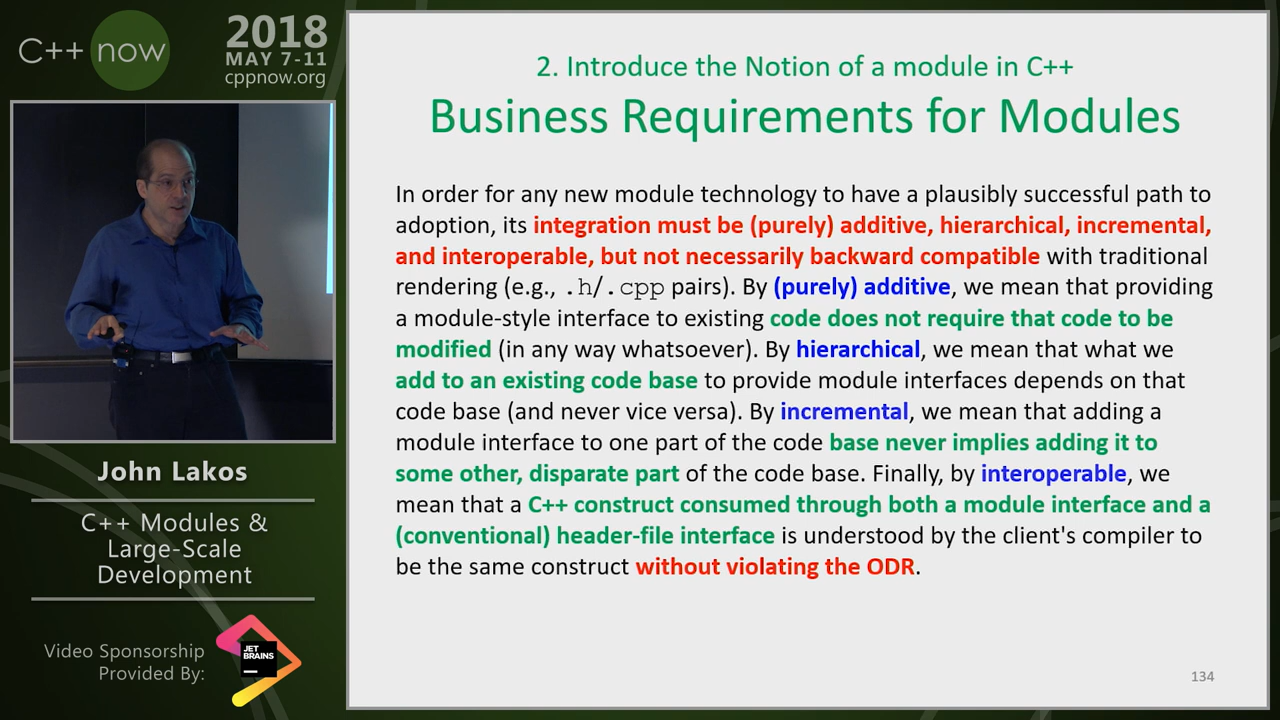 C++ now
2018
MAY 7-11
cppnow.org
John Lakos
C++ Modules &
Large-Scale
Development
Video Sponsorship
Provided By:
JET
BRAINS
2. Introduce the Notion of a module in C++
Business Requirements for Modules
In order for any new module technology to have a plausibly successful path to
adoption, its integration must be (purely) additive, hierarchical, incremental,
and interoperable, but not necessarily backward compatible with traditional
rendering (e.g., .h/.cpp pairs). By (purely) additive, we mean that providing
a module-style interface to existing code does not require that code to be
modified (in any way whatsoever). By hierarchical, we mean that what we
add to an existing code base to provide module interfaces depends on that
code base (and never vice versa). By incremental, we mean that adding a
module interface to one part of the code base never implies adding it to
some other, disparate part of the code base. Finally, by interoperable, we
mean that a C++ construct consumed through both a module interface and a
(conventional) header-file interface is understood by the client's compiler to
be the same construct without violating the ODR.
134